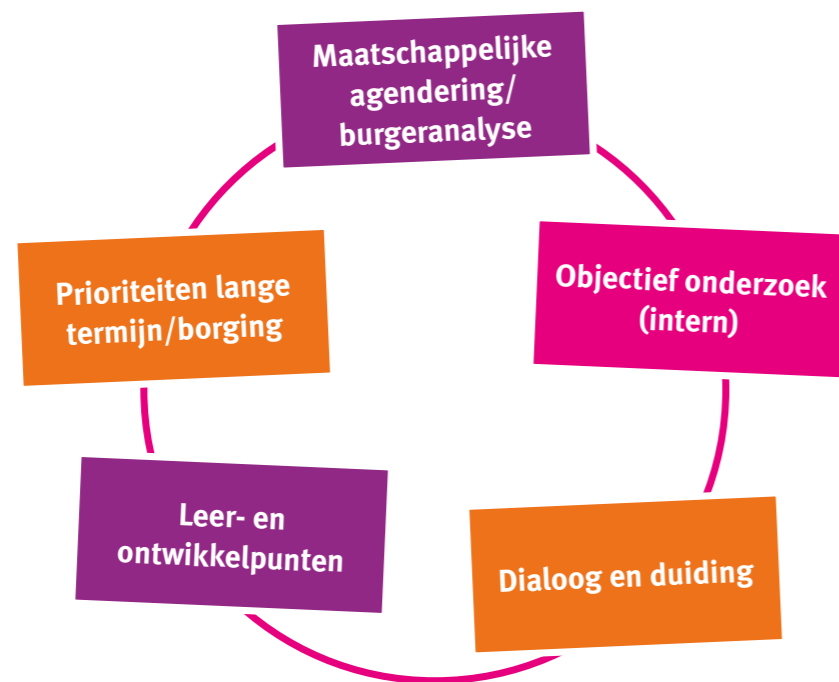 Maatschappelijke
agendering/
burgeranalyse
Objectief onderzoek
(intern)
Dialoog en duiding
Leer- en
ontwikkelpunten
Prioriteiten lange
termijn/borging